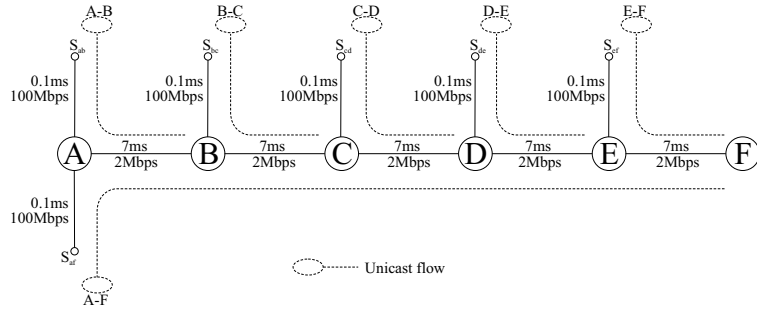 A-B B-C C-D D-E E-F
Sab Sbc Scd Sde Sef
0.1ms 0.1ms 0.1ms 0.1ms 0.1ms
100Mbps 100Mbps 100Mbps 100Mbps 100Mbps
7ms 7ms 7ms 7ms 7ms
A B C D E F
2Mbps 2Mbps 2Mbps 2Mbps 2Mbps
0.1ms
100Mbps
Saf
Unicast flow
A-F